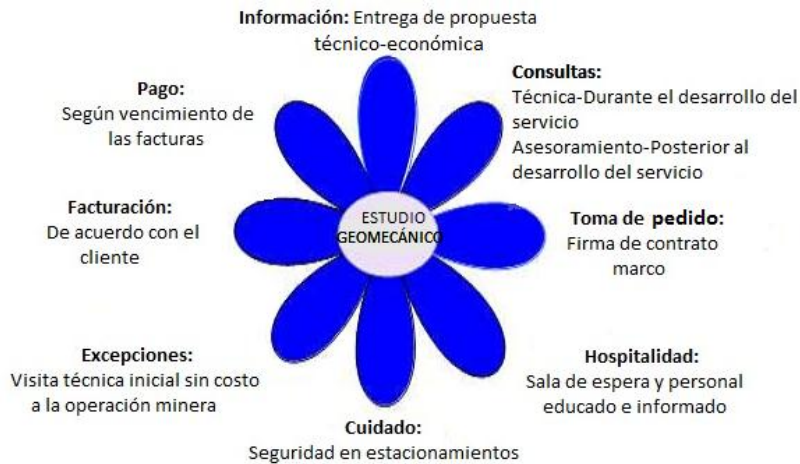 Información: Entrega de propuesta
técnico-económica
Consultas:
Técnica-Durante el desarrollo del
servicio
Asesoramiento-Posterior al
desarrollo del servicio
Toma de pedido:
Firma de contrato
marco
Hospitalidad:
Sala de espera y personal
educado e informado
Cuidado:
Seguridad en estacionamientos
Excepciones:
Visita técnica inicial sin costo
a la operación minera
Facturación:
De acuerdo con el
cliente
Pago:
Según vencimiento de
las facturas
ESTUDIO
GEOMECÁNICO